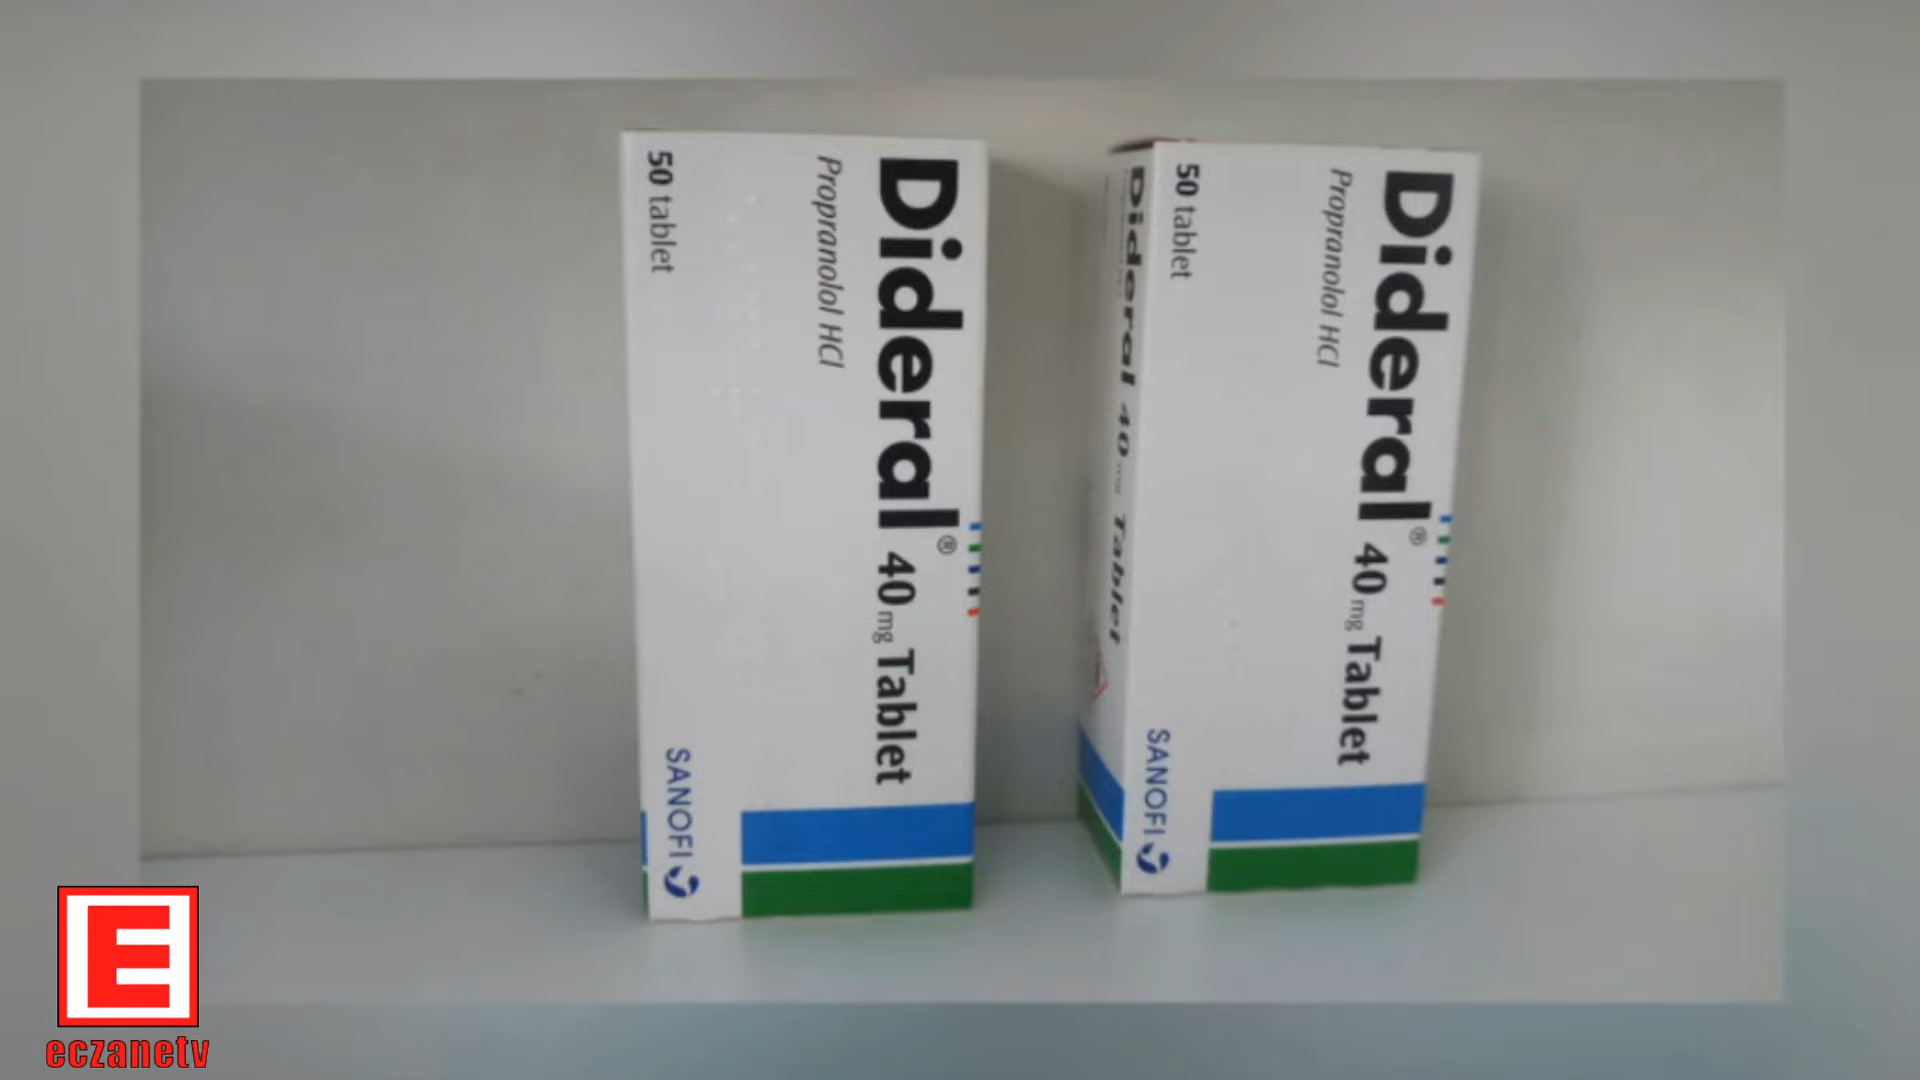 Dideral® 40 mg Tablet
Propranolol HCl
50 tablet
SANOFI
Dideral 40 mg Tablet
Dideral® 40 mg Tablet
Propranolol HCl
50 tablet
SANOFI
E
eczanetv